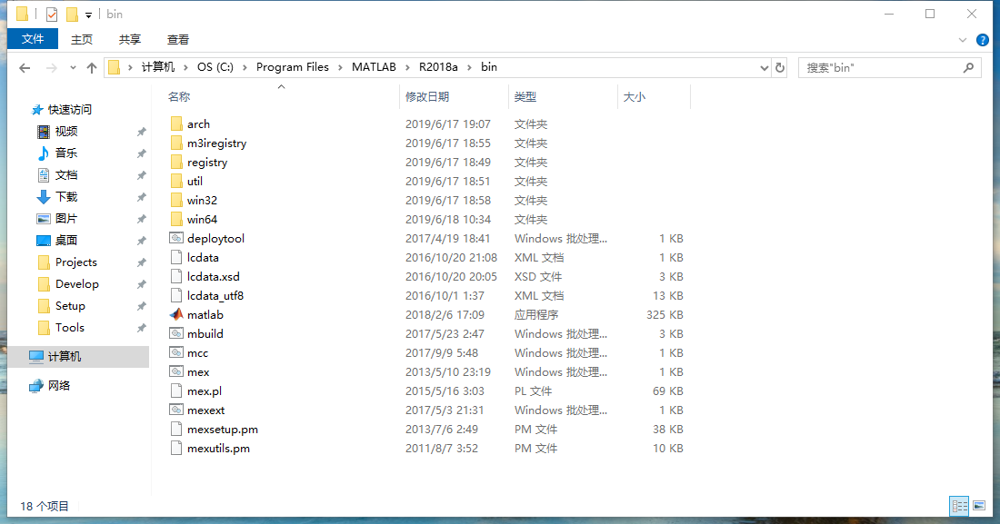 bin
文件 主页 共享 查看
计算机 OS (C:) Program Files MATLAB R2018a bin 搜索"bin"
名称 修改日期 类型 大小
快速访问
视频
音乐
文档
下载
图片
桌面
Projects
Develop
Setup
Tools
计算机
网络
arch 2019/6/17 19:07 文件夹
m3iregistry 2019/6/17 18:55 文件夹
registry 2019/6/17 18:49 文件夹
util 2019/6/17 18:51 文件夹
win32 2019/6/17 18:58 文件夹
win64 2019/6/18 10:34 文件夹
deploytool 2017/4/19 18:41 Windows 批处理... 1 KB
lcdata 2016/10/20 21:08 XML 文档 1 KB
lcdata.xsd 2016/10/20 20:05 XSD 文件 3 KB
lcdata_utf8 2016/10/1 1:37 XML 文档 13 KB
matlab 2018/2/6 17:09 应用程序 325 KB
mbuild 2017/5/23 2:47 Windows 批处理... 3 KB
mcc 2017/9/9 5:48 Windows 批处理... 1 KB
mex 2013/5/10 23:19 Windows 批处理... 1 KB
mex.pl 2015/5/16 3:03 PL 文件 69 KB
mexext 2017/5/3 21:31 Windows 批处理... 1 KB
mexsetup.pm 2013/7/6 2:49 PM 文件 38 KB
mexutils.pm 2011/8/7 3:52 PM 文件 10 KB
18 个项目